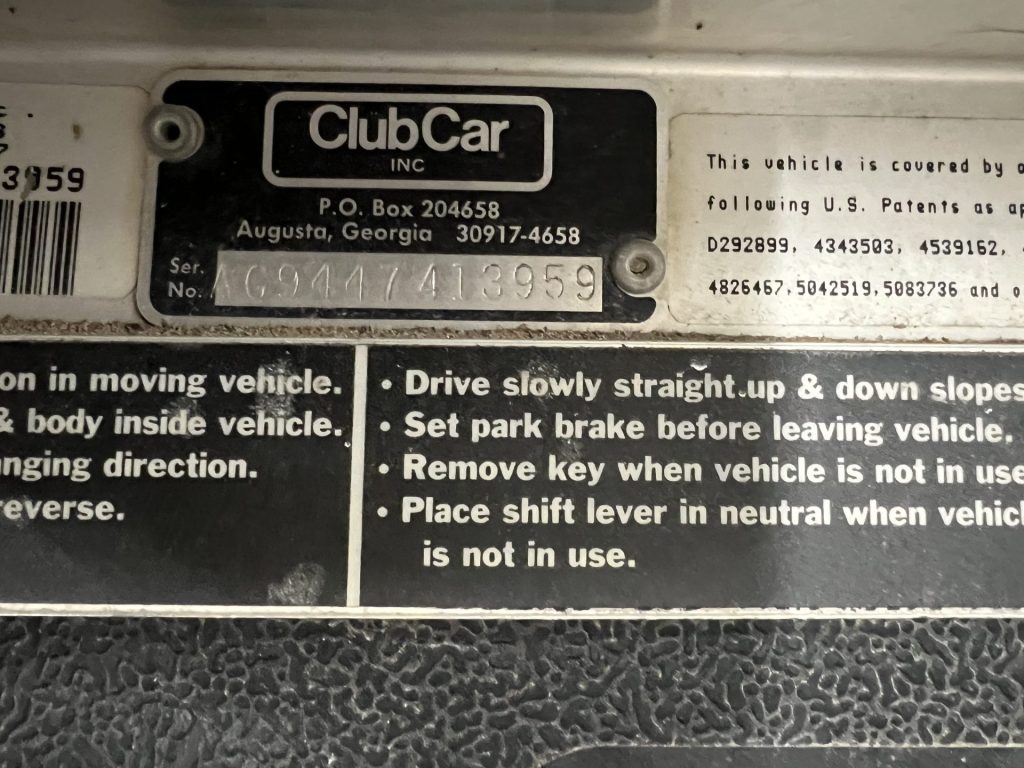 3959
ClubCar
INC
P.O. Box 204658
Augusta, Georgia 30917-4658
Ser.
No. AG9447413959
This vehicle is covered by
following U.S. Patents as
D292899, 4343503, 4539162,
4826467,5042519,5083736 and
on in moving vehicle.
& body inside vehicle.
anging direction.
reverse.
• Drive slowly straight up & down slopes
• Set park brake before leaving vehicle.
• Remove key when vehicle is not in use
• Place shift lever in neutral when vehicl
is not in use.